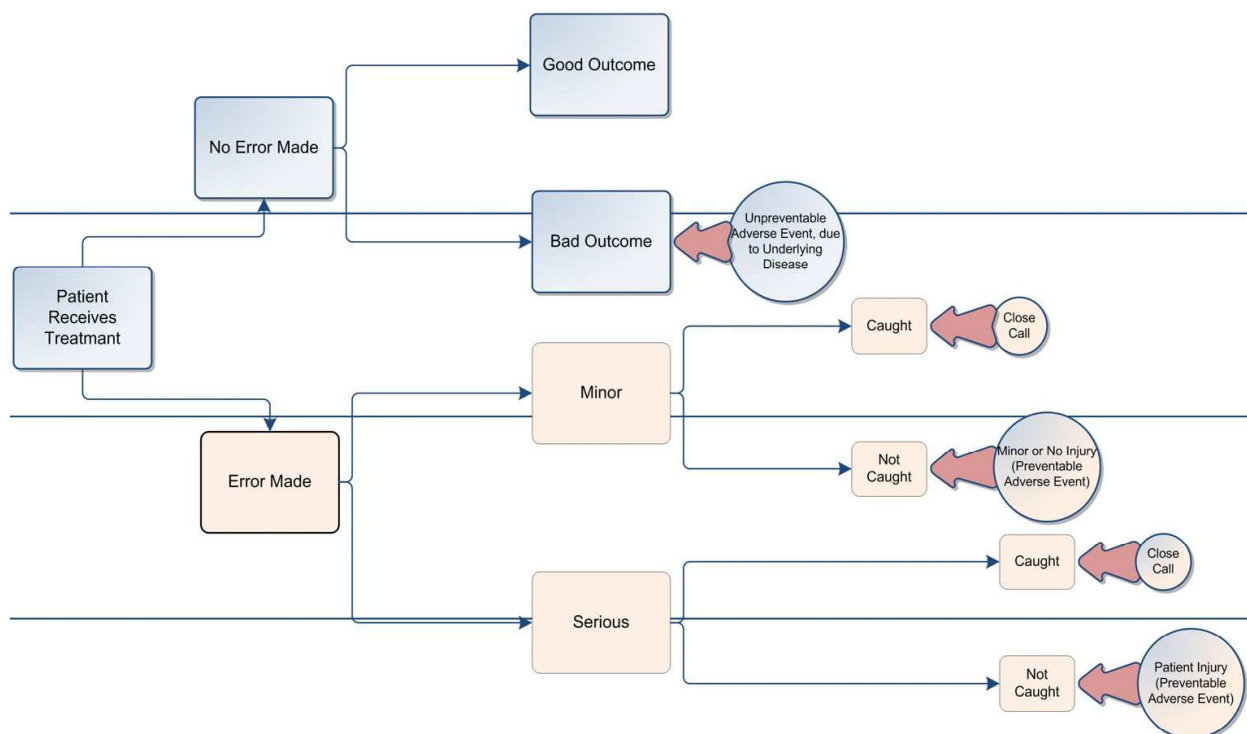 Good Outcome
No Error Made
Unpreventable
Adverse Event, due
to Underlying
Disease
Bad Outcome
Patient
Receives
Treatmant
Caught
Close
Call
Minor
Error Made
Not
Caught
Minor or No Injury
(Preventable
Adverse Event)
Caught
Close
Call
Serious
Not
Caught
Patient Injury
(Preventable
Adverse Event)